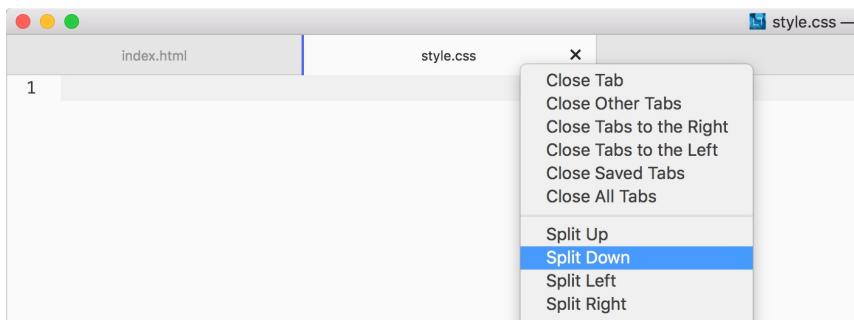 style.css —
index.html style.css ×
1
Close Tab
Close Other Tabs
Close Tabs to the Right
Close Tabs to the Left
Close Saved Tabs
Close All Tabs
Split Up
Split Down
Split Left
Split Right